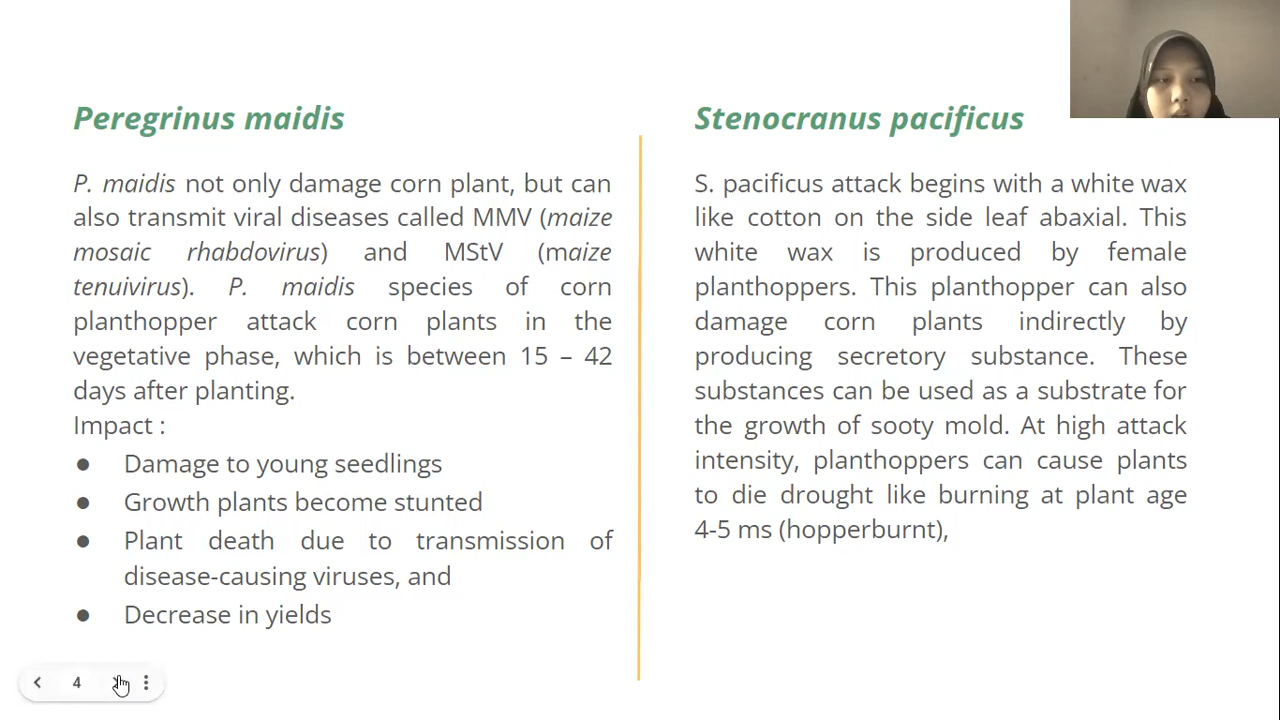 Peregrinus maidis
P. maidis not only damage corn plant, but can
also transmit viral diseases called MMV (maize
mosaic rhabdovirus) and MStV (maize
tenuivirus). P. maidis species of corn
planthopper attack corn plants in the
vegetative phase, which is between 15 – 42
days after planting.
Impact :
● Damage to young seedlings
● Growth plants become stunted
● Plant death due to transmission of
disease-causing viruses, and
● Decrease in yields
Stenocranus pacificus
S. pacificus attack begins with a white wax
like cotton on the side leaf abaxial. This
white wax is produced by female
planthoppers. This planthopper can also
damage corn plants indirectly by
producing secretory substance. These
substances can be used as a substrate for
the growth of sooty mold. At high attack
intensity, planthoppers can cause plants
to die drought like burning at plant age
4-5 ms (hopperburnt),
4